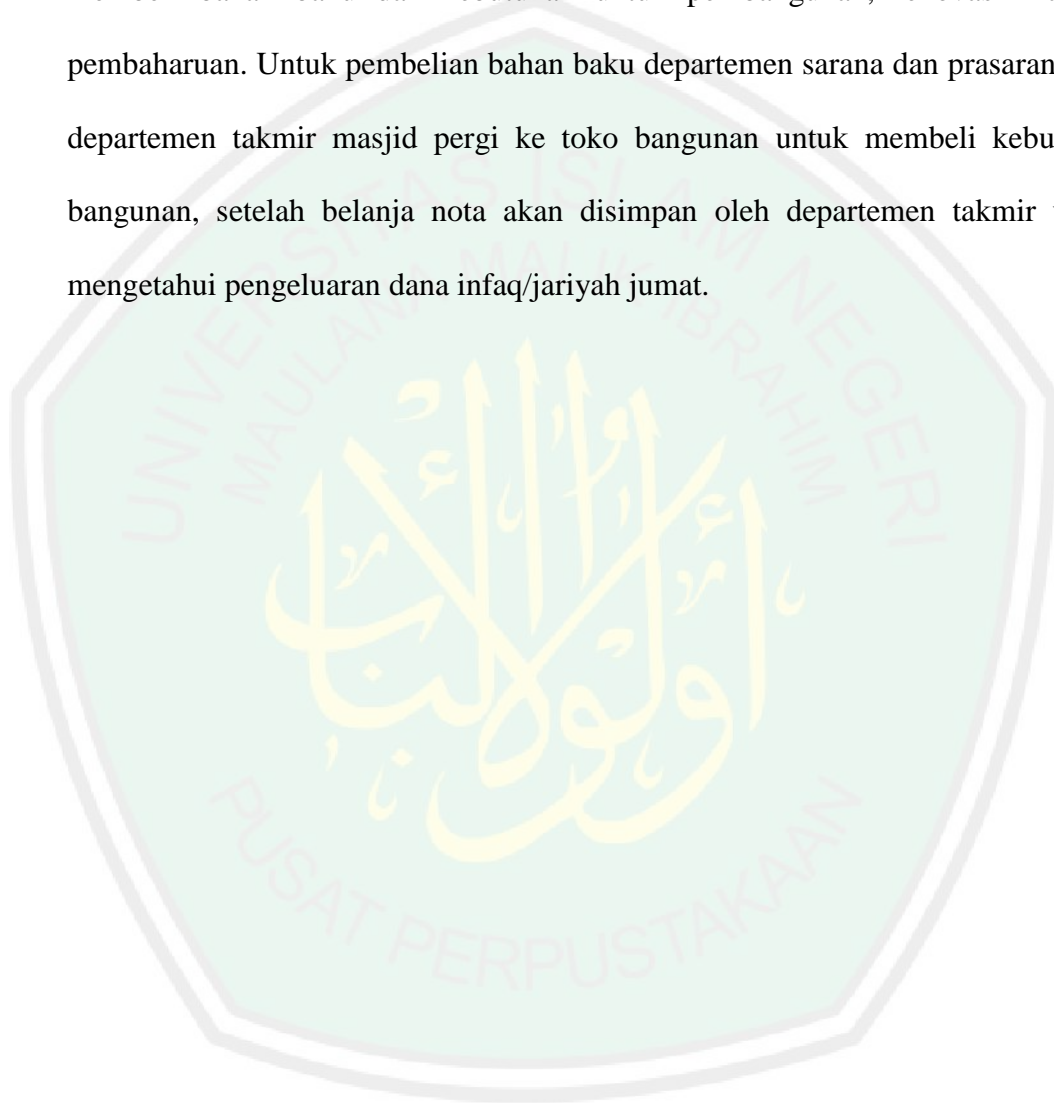 pembaharuan. Untuk pembelian bahan baku departemen sarana dan prasaran
departemen takmir masjid pergi ke toko bangunan untuk membeli kebu
bangunan, setelah belanja nota akan disimpan oleh departemen takmir
mengetahui pengeluaran dana infaq/jariyah jumat.
UNIVERSITAS ISLAM NEGERI
MAULANA MALIK IBRAHIM
أولوا الألباب
PUSAT PERPUSTAKAAN